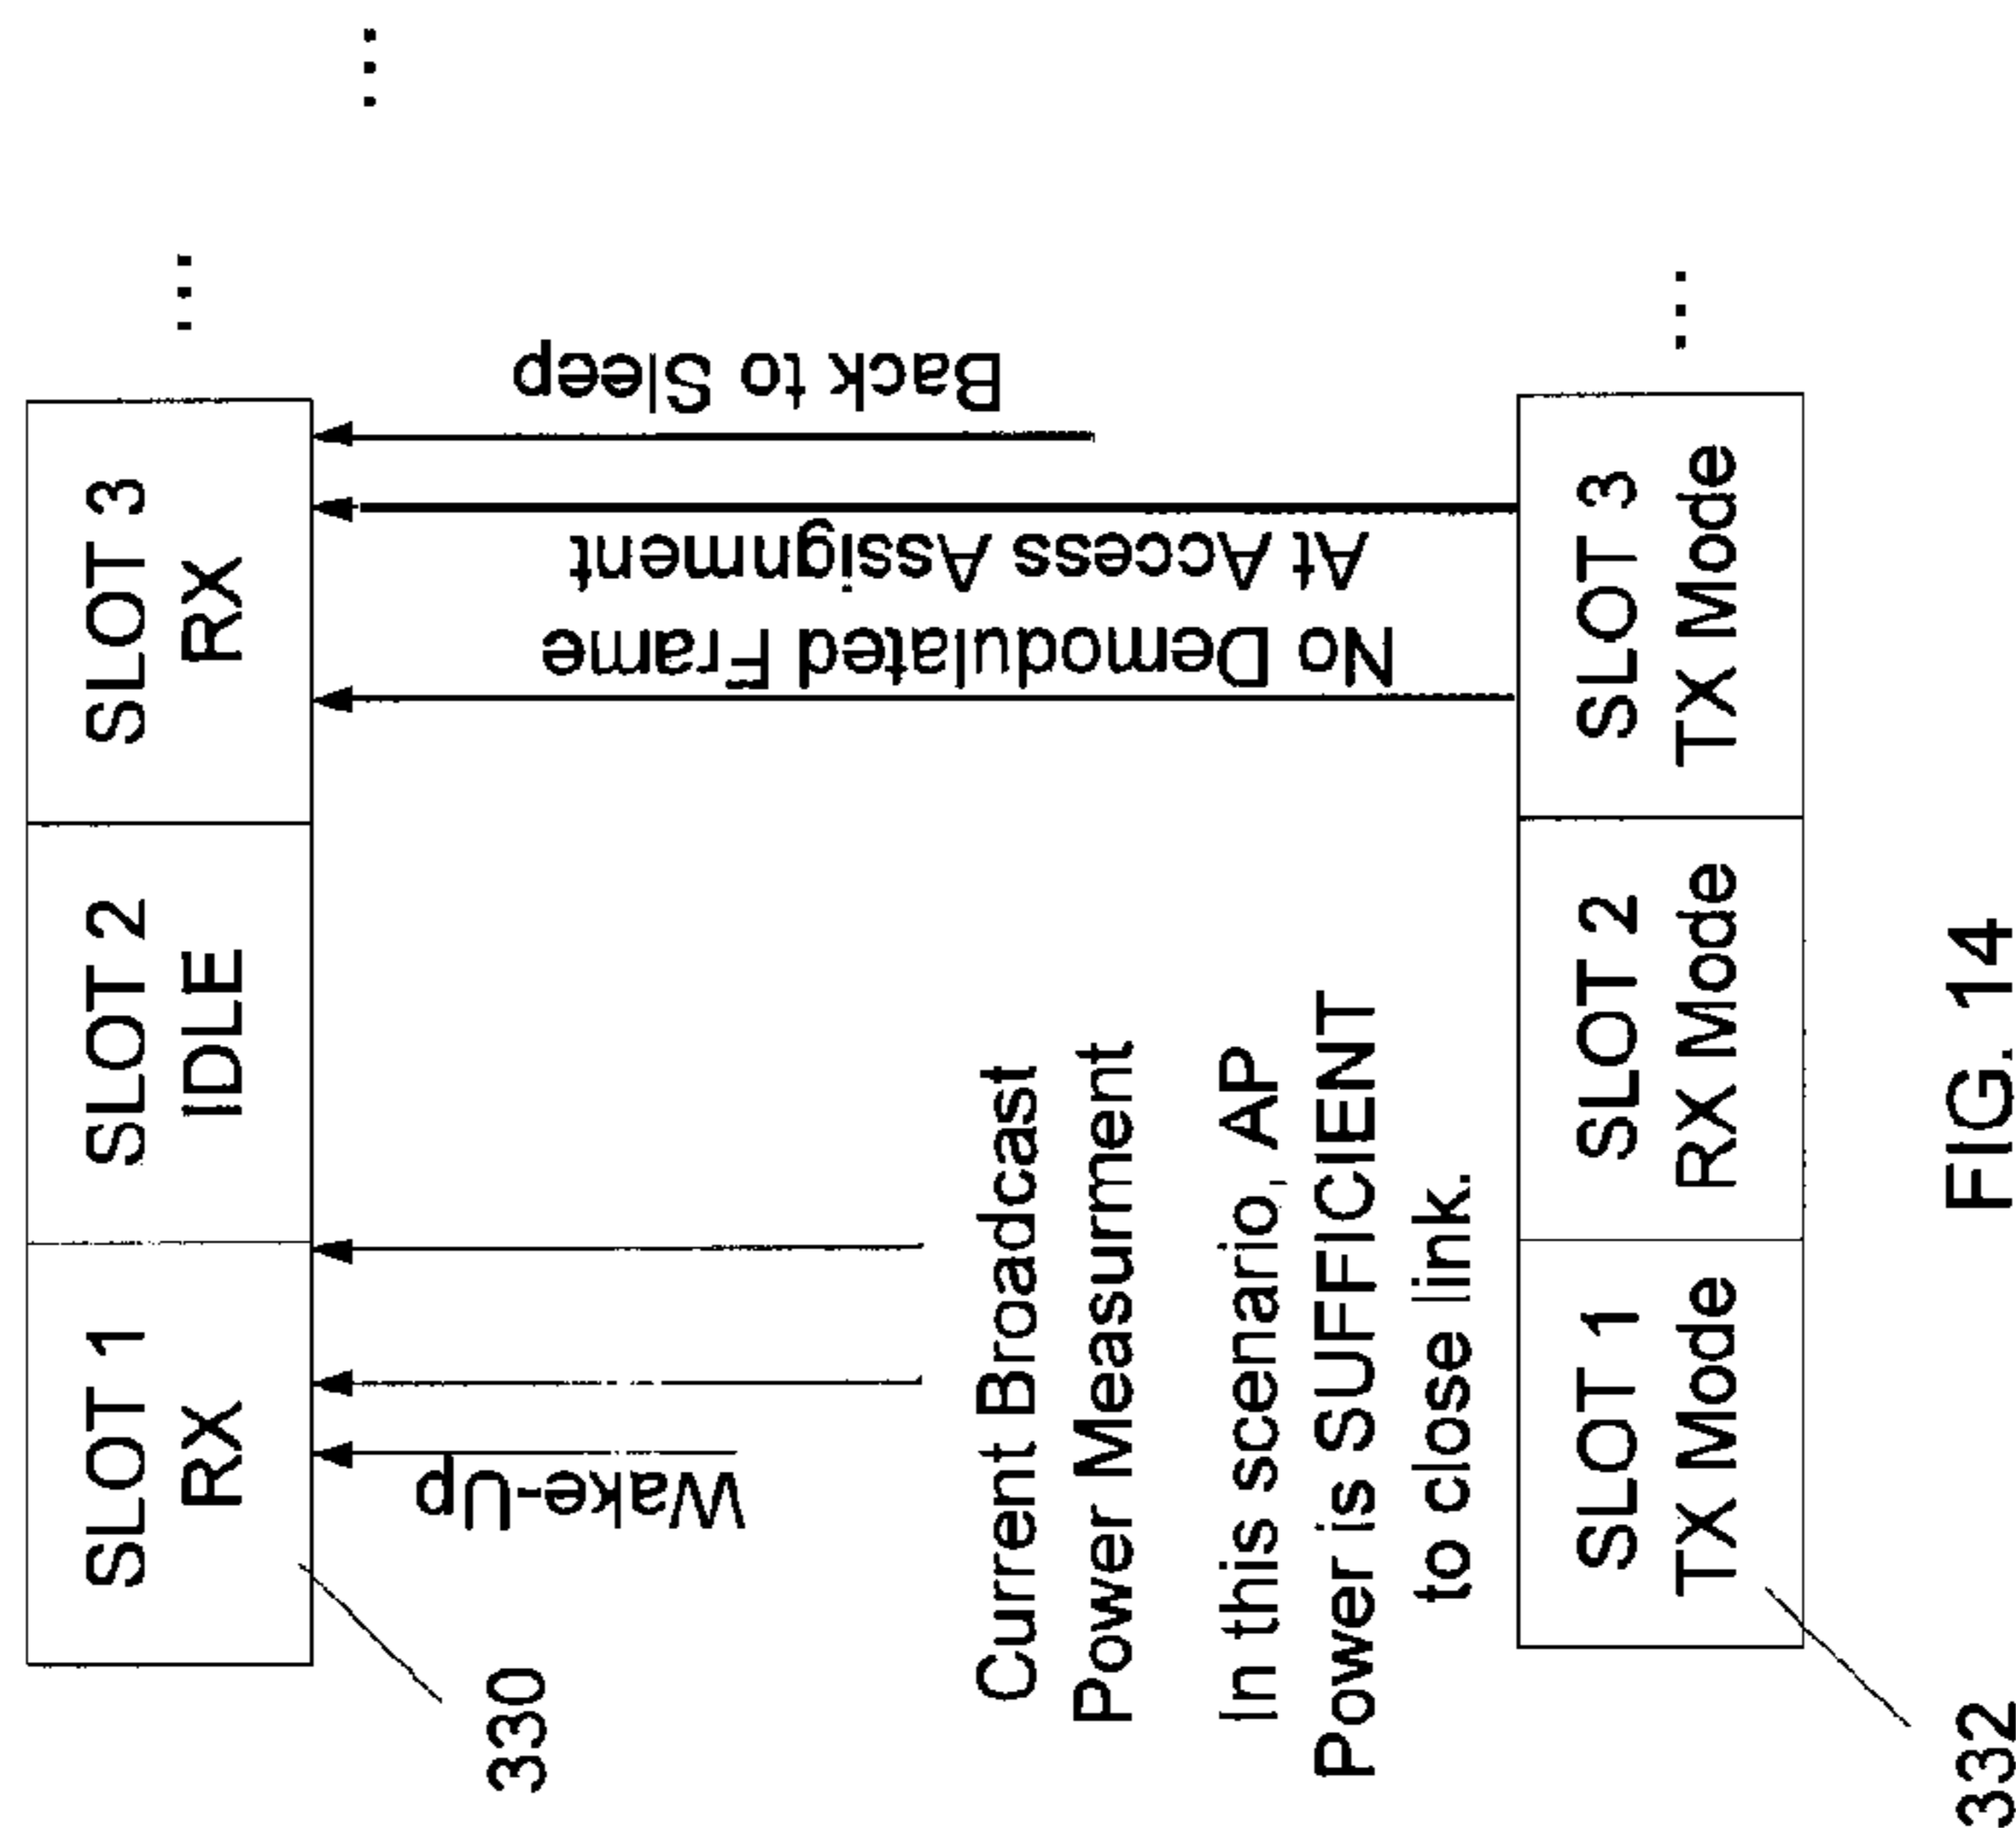 SLOT 1
RX
SLOT 2
IDLE
SLOT 3
RX
...
...
330
Wake-Up
Current Broadcast
Power Measurment
In this scenario, AP
Power is SUFFICIENT
to close link.
No Demodulated Frame
At Access Assignment
Back to Sleep
SLOT 1
TX Mode
SLOT 2
RX Mode
SLOT 3
TX Mode
...
332
FIG. 14